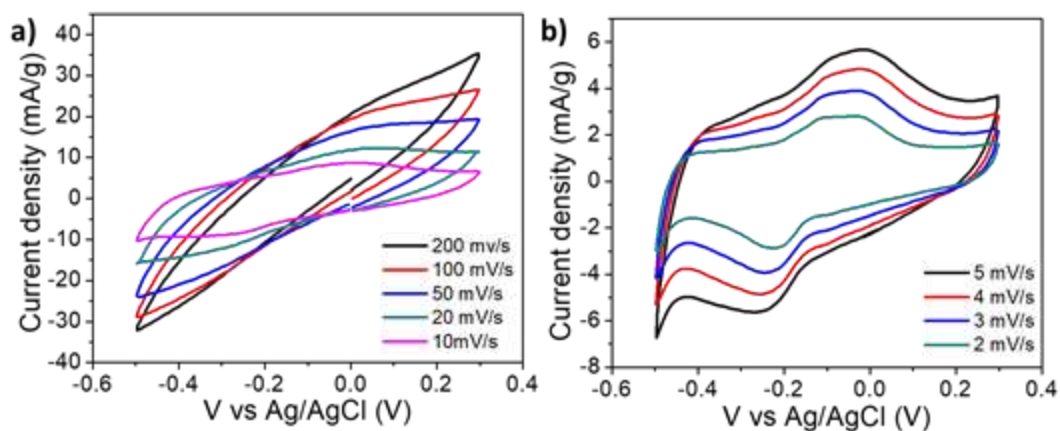 a)
Current density (mA/g)
40
30
20
10
0
-10
-20
-30
-40
-0.6
-0.4
-0.2
0.0
0.2
0.4
V vs Ag/AgCl (V)
200 mv/s
100 mV/s
50 mV/s
20 mV/s
10mV/s
b)
Current density (mA/g)
6
4
2
0
-2
-4
-6
-8
-0.6
-0.4
-0.2
0.0
0.2
0.4
V vs Ag/AgCl (V)
5 mV/s
4 mV/s
3 mV/s
2 mV/s